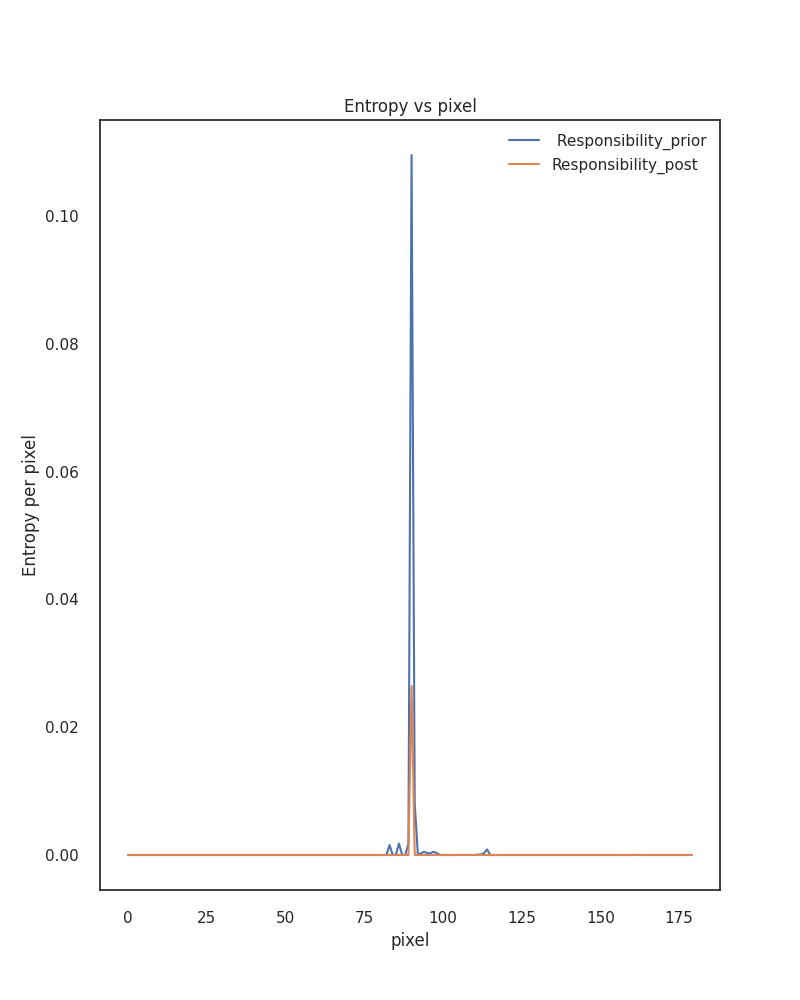 Entropy vs pixel
Responsibility_prior
Responsibility_post
Entropy per pixel
0.10
0.08
0.06
0.04
0.02
0.00
0 25 50 75 100 125 150 175
pixel